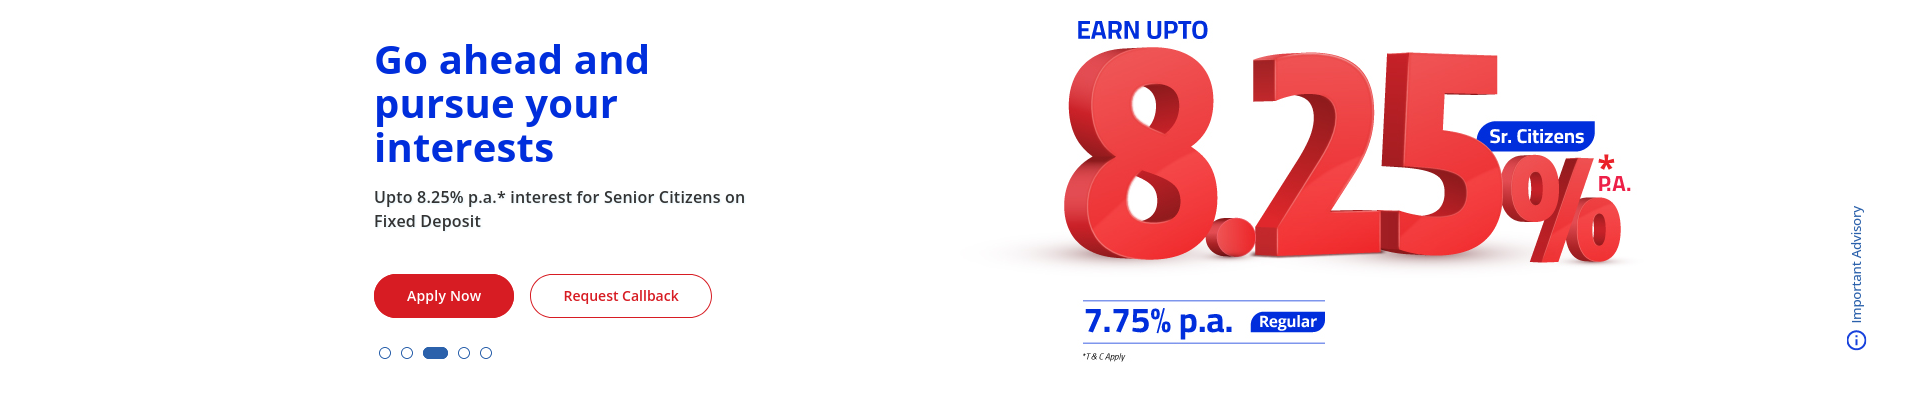 Go ahead and
pursue your
interests
Upto 8.25% p.a.* interest for Senior Citizens on
Fixed Deposit
Apply Now
Request Callback
EARN UPTO
8.25%*
Sr. Citizens
P.A.
7.75% p.a.
Regular
*T & C Apply
Important Advisory